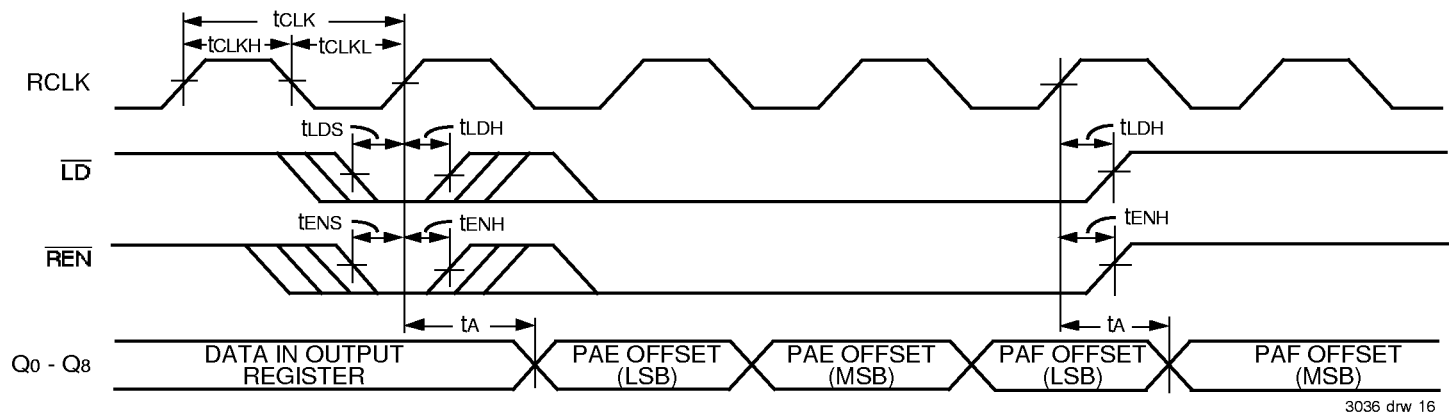 tCLK
tCLKH
tCLKL
RCLK
tLDS
tLDH
tLDH
LD
tENS
tENH
tENH
REN
tA
tA
Q0 - Q8
DATA IN OUTPUT
REGISTER
PAE OFFSET
(LSB)
PAE OFFSET
(MSB)
PAF OFFSET
(LSB)
PAF OFFSET
(MSB)
3036 drw 16